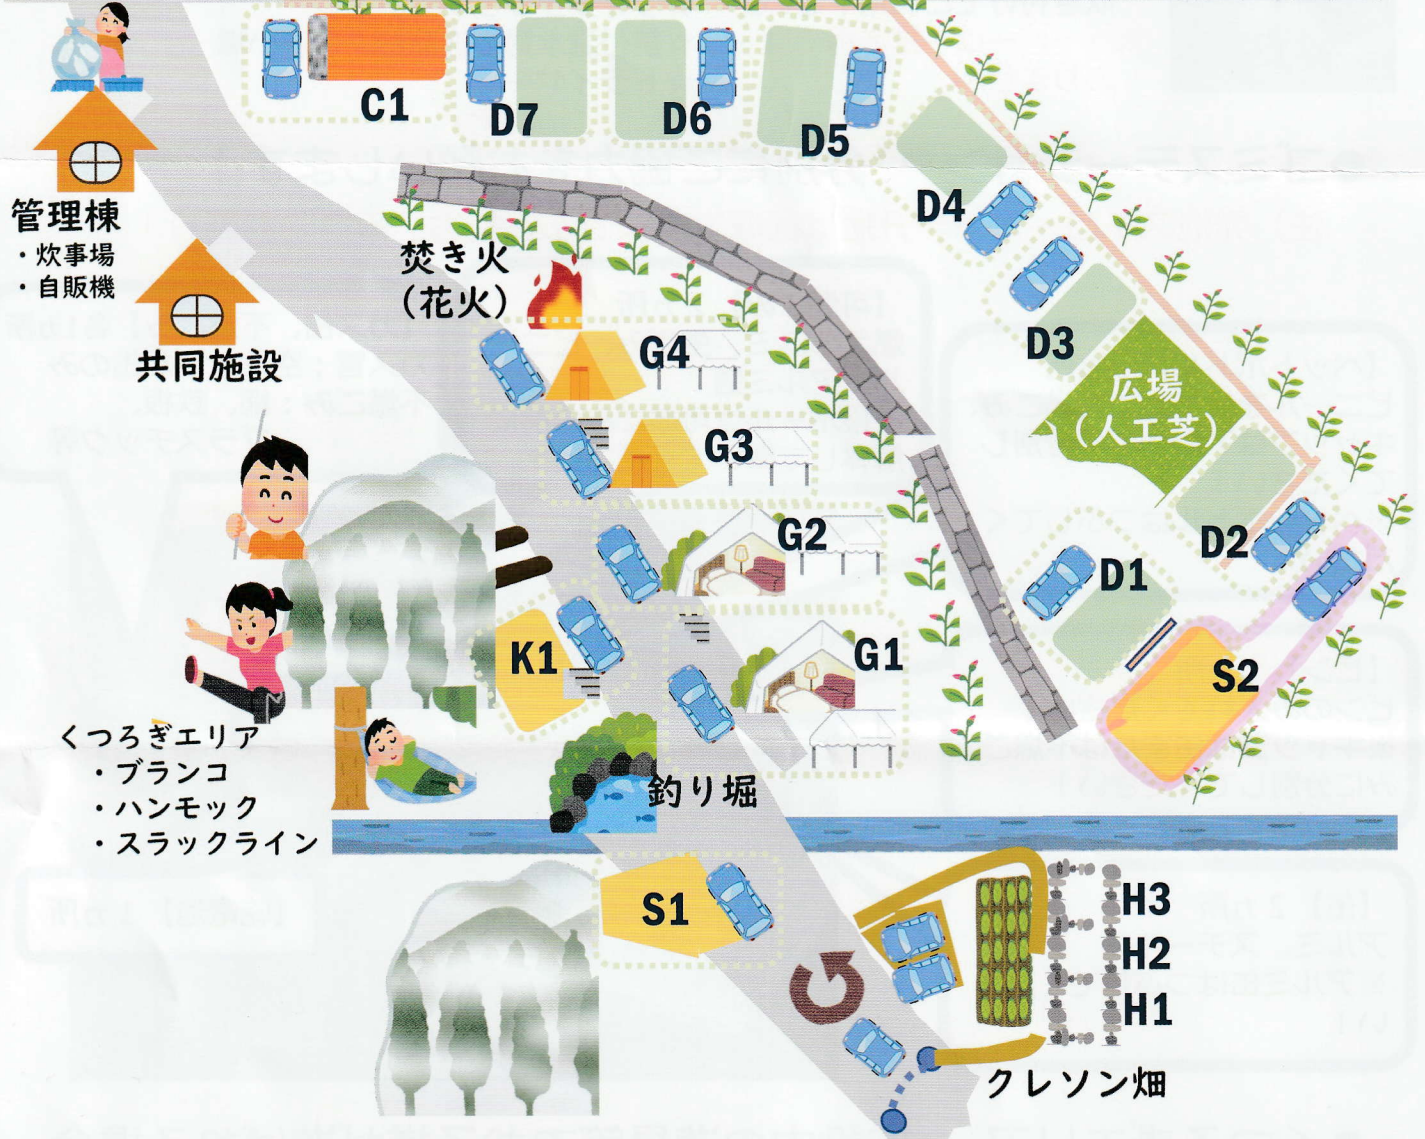 C1
D7
D6
D5
D4
管理棟
・炊事場
・自販機
焚き火
（花火）
共同施設
G4
D3
広場
（人工芝）
G3
G2
D2
D1
K1
G1
S2
くつろぎエリア
・ブランコ
・ハンモック
・スラックライン
釣り堀
S1
H3
H2
H1
クレソン畑